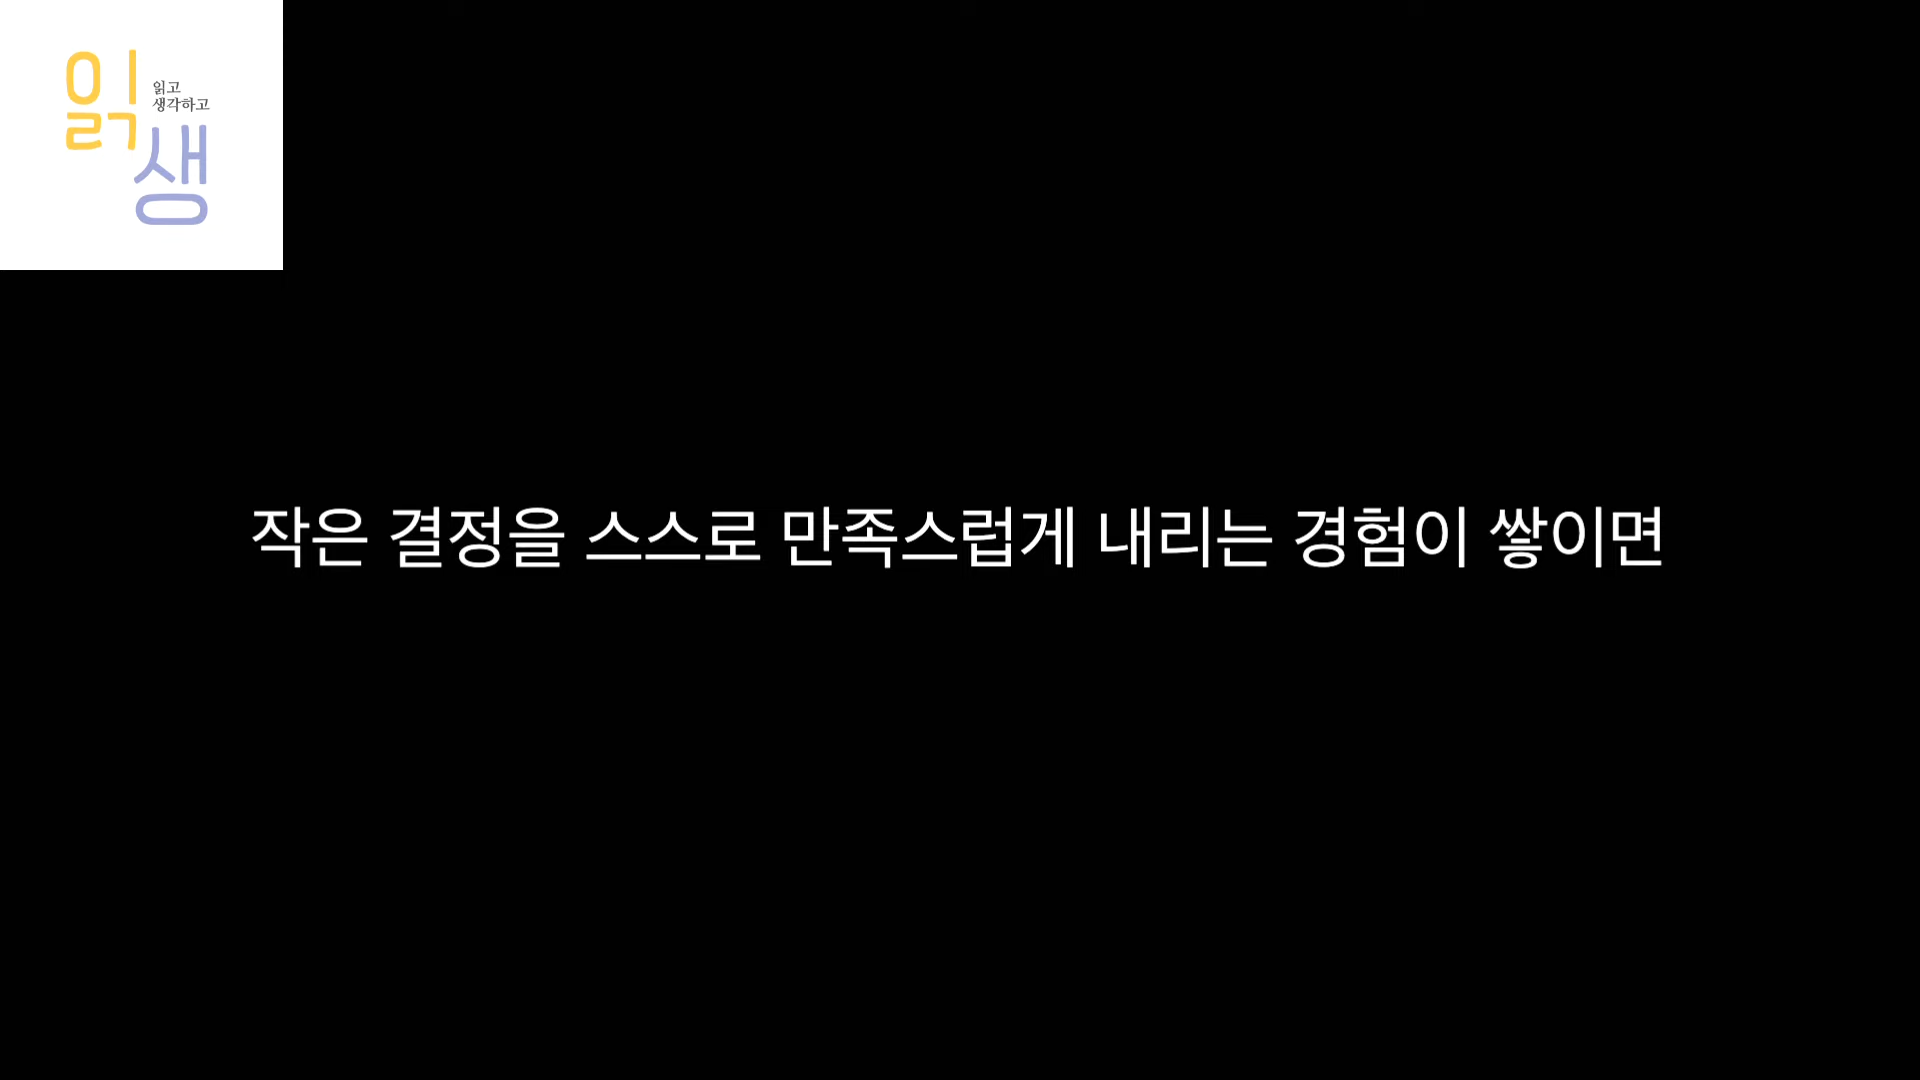 읽
읽고
생각하고
생
작은 결정을 스스로 만족스럽게 내리는 경험이 쌓이면